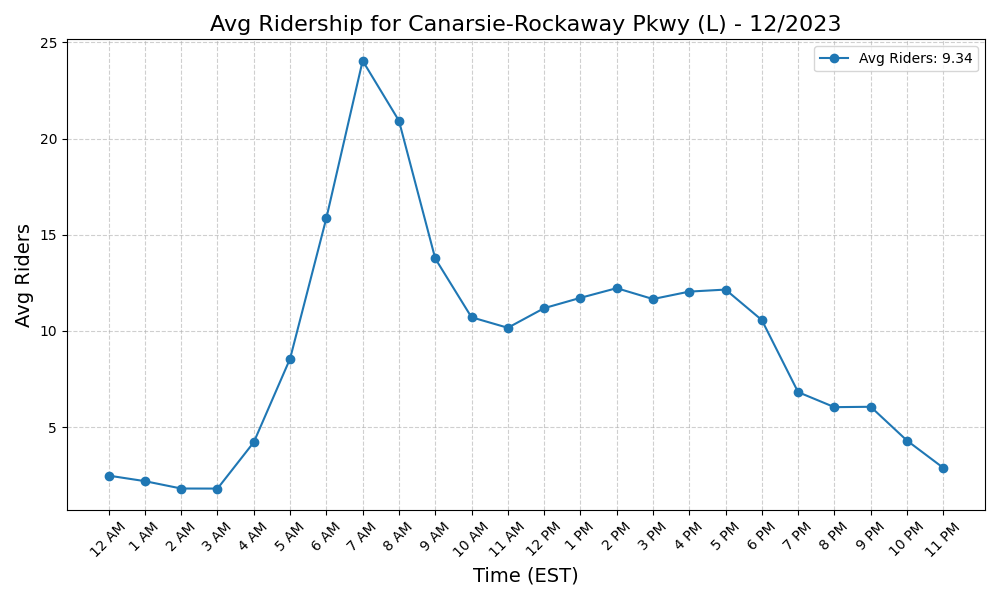 Avg Ridership for Canarsie-Rockaway Pkwy (L) - 12/2023
Avg Riders: 9.34
Avg Riders
25
20
15
10
5
12 AM
1 AM
2 AM
3 AM
4 AM
5 AM
6 AM
7 AM
8 AM
9 AM
10 AM
11 AM
12 PM
1 PM
2 PM
3 PM
4 PM
5 PM
6 PM
7 PM
8 PM
9 PM
10 PM
11 PM
Time (EST)